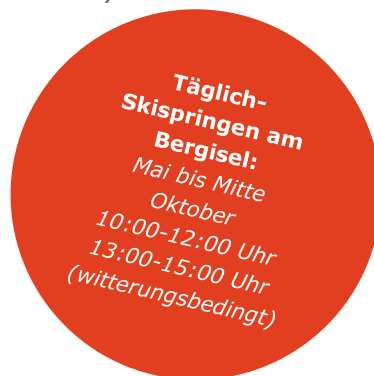 Täglich-
Skispringen am
Bergisel:
Mai bis Mitte
Oktober
10:00-12:00 Uhr
13:00-15:00 Uhr
(witterungsbedingt)